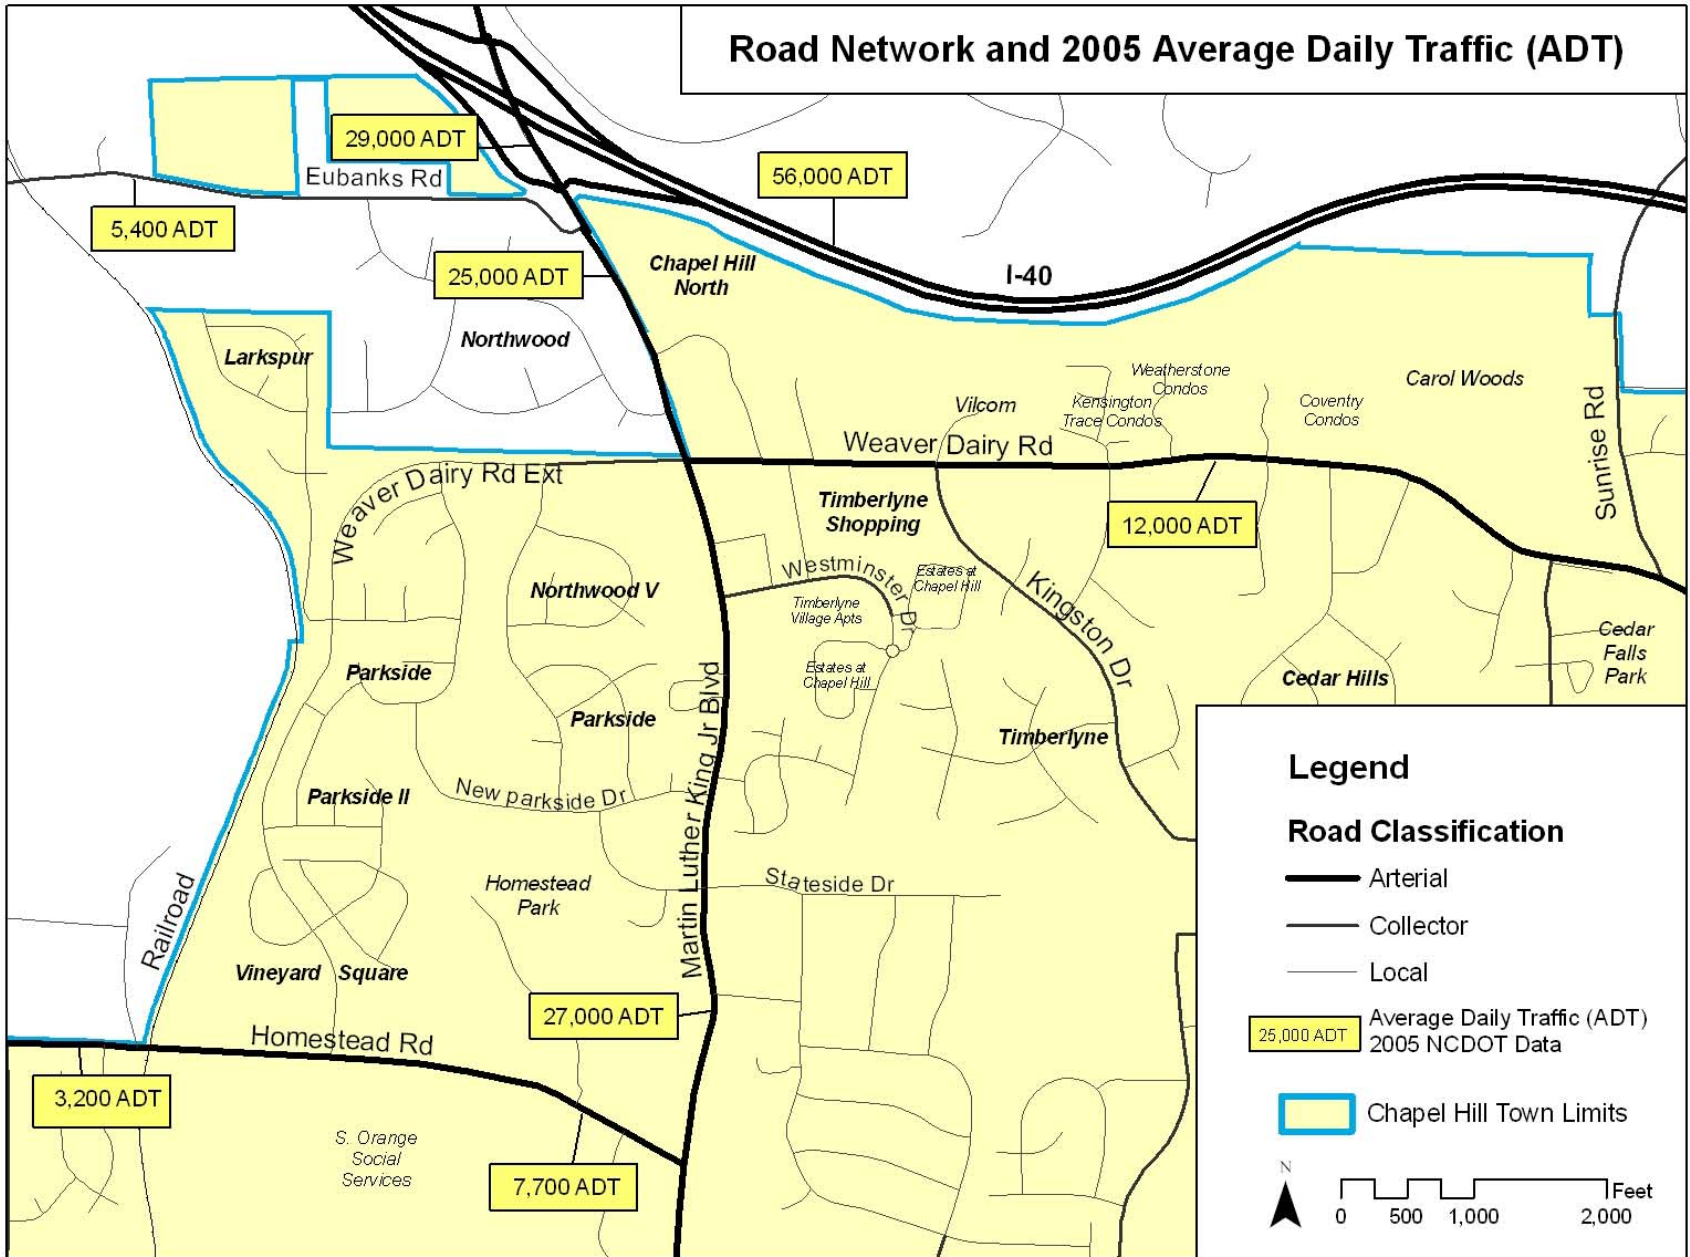 Road Network and 2005 Average Daily Traffic (ADT)
29,000 ADT
56,000 ADT
Eubanks Rd
5,400 ADT
25,000 ADT
Chapel Hill
North
I-40
Northwood
Larkspur
Weatherstone
Condos
Carol Woods
Vilcom
Kensington
Trace Condos
Coventry
Condos
Sunrise Rd
Weaver Dairy Rd
Weaver Dairy Rd Ext
Timberlyne
Shopping
12,000 ADT
Westminster Dr
Estates at
Chapel Hill
Kingston Dr
Northwood V
Timberlyne
Village Apts
Cedar
Falls
Park
Parkside
Estates at
Chapel Hill
Cedar Hills
Parkside
Martin Luther King Jr Blvd
Timberlyne
Parkside II
New parkside Dr
Homestead
Park
Stateside Dr
Railroad
Vineyard Square
27,000 ADT
Homestead Rd
3,200 ADT
S. Orange
Social
Services
7,700 ADT
Legend
Road Classification
Arterial
Collector
Local
25,000 ADT
Average Daily Traffic (ADT)
2005 NCDOT Data
Chapel Hill Town Limits
N
Feet
0 500 1,000 2,000